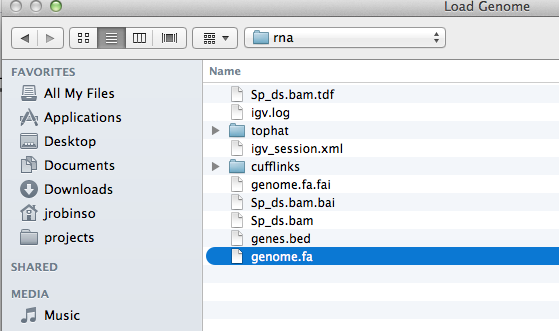 Load Genome
rna
FAVORITES
All My Files
Applications
Desktop
Documents
Downloads
jrobinso
projects
SHARED
MEDIA
Music
Name
Sp_ds.bam.tdf
igv.log
tophat
igv_session.xml
cufflinks
genome.fa.fai
Sp_ds.bam.bai
Sp_ds.bam
genes.bed
genome.fa